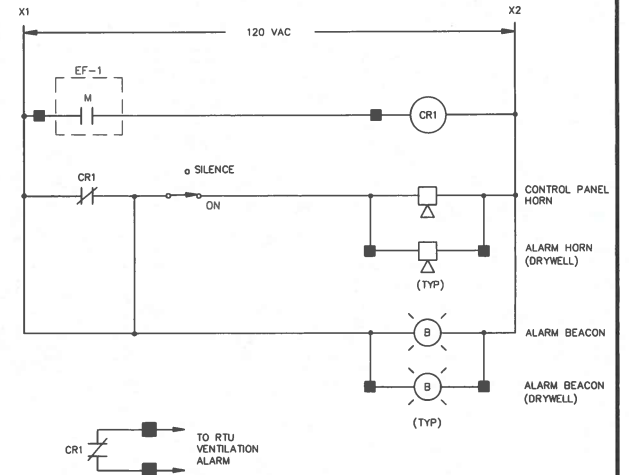 X1
X2
120 VAC
EF-1
M
CR1
CR1
SILENCE
ON
CONTROL PANEL
HORN
ALARM HORN
(DRYWELL)
(TYP)
B
ALARM BEACON
B
ALARM BEACON
(DRYWELL)
(TYP)
CR1
TO RTU
VENTILATION
ALARM